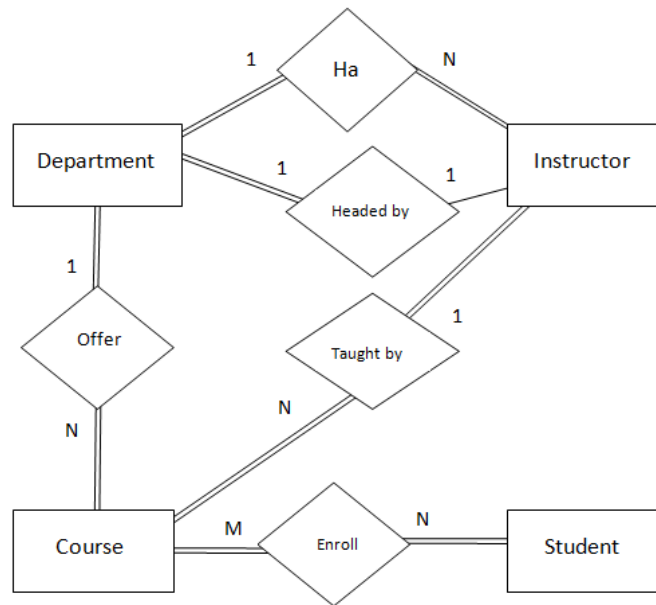 1
N
Ha
Department
Instructor
1
1
Headed by
1
Offer
1
Taught by
N
N
Course
M
Enroll
N
Student